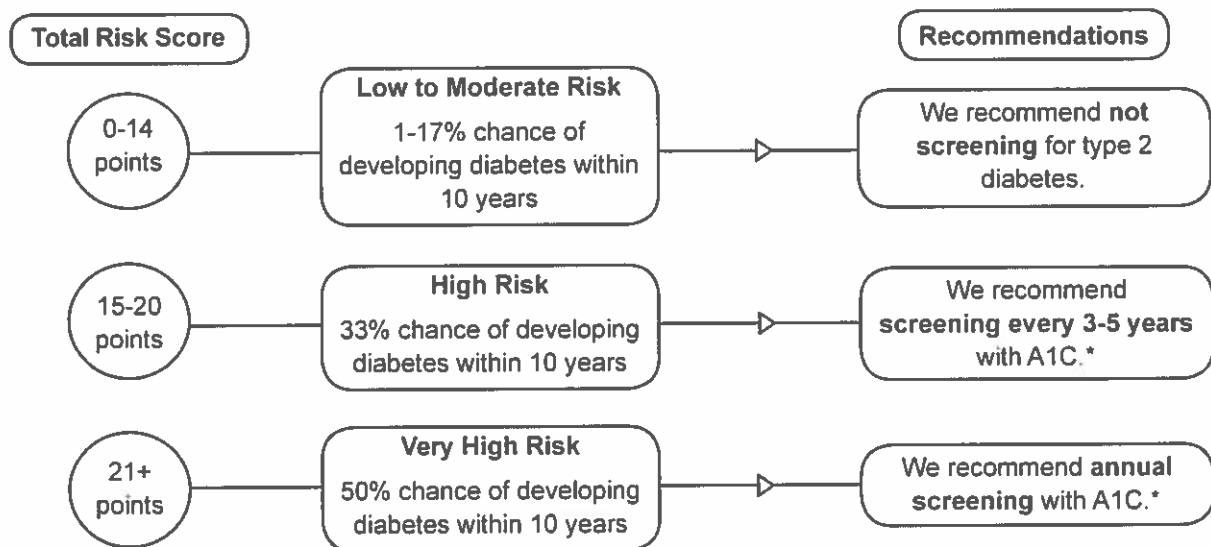 Total Risk Score
Recommendations
0-14
points
Low to Moderate Risk
1-17% chance of
developing diabetes within
10 years
We recommend not
screening for type 2
diabetes.
15-20
points
High Risk
33% chance of developing
diabetes within 10 years
We recommend
screening every 3-5 years
with A1C.*
21+
points
Very High Risk
50% chance of developing
diabetes within 10 years
We recommend annual
screening with A1C.*